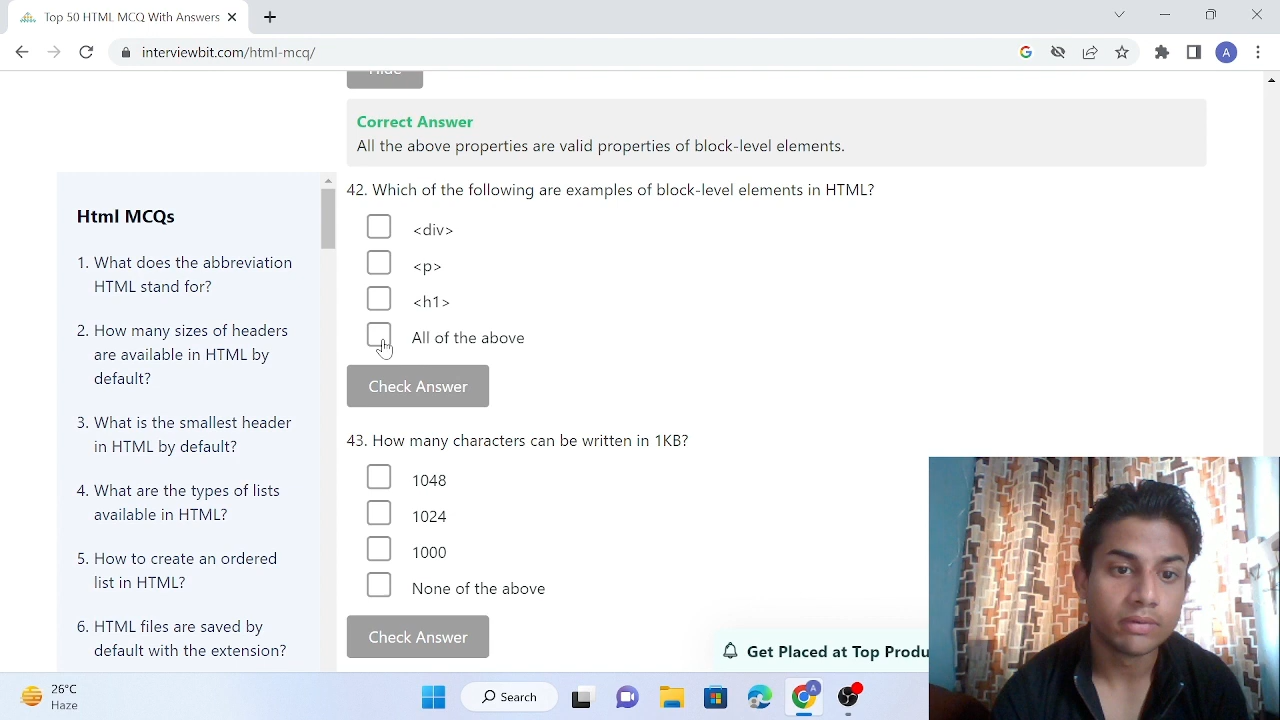 Top 50 HTML MCQ With Answers
interviewbit.com/html-mcq/
A
Hide
Correct Answer
All the above properties are valid properties of block-level elements.
42. Which of the following are examples of block-level elements in HTML?
<div>
<p>
<h1>
All of the above
Check Answer
43. How many characters can be written in 1KB?
1048
1024
1000
None of the above
Check Answer
Html MCQs
1. What does the abbreviation
HTML stand for?
2. How many sizes of headers
are available in HTML by
default?
3. What is the smallest header
in HTML by default?
4. What are the types of lists
available in HTML?
5. How to create an ordered
list in HTML?
6. HTML files are saved by
default with the extension?
Get Placed at Top Produ
26°C
Haze
Search
A